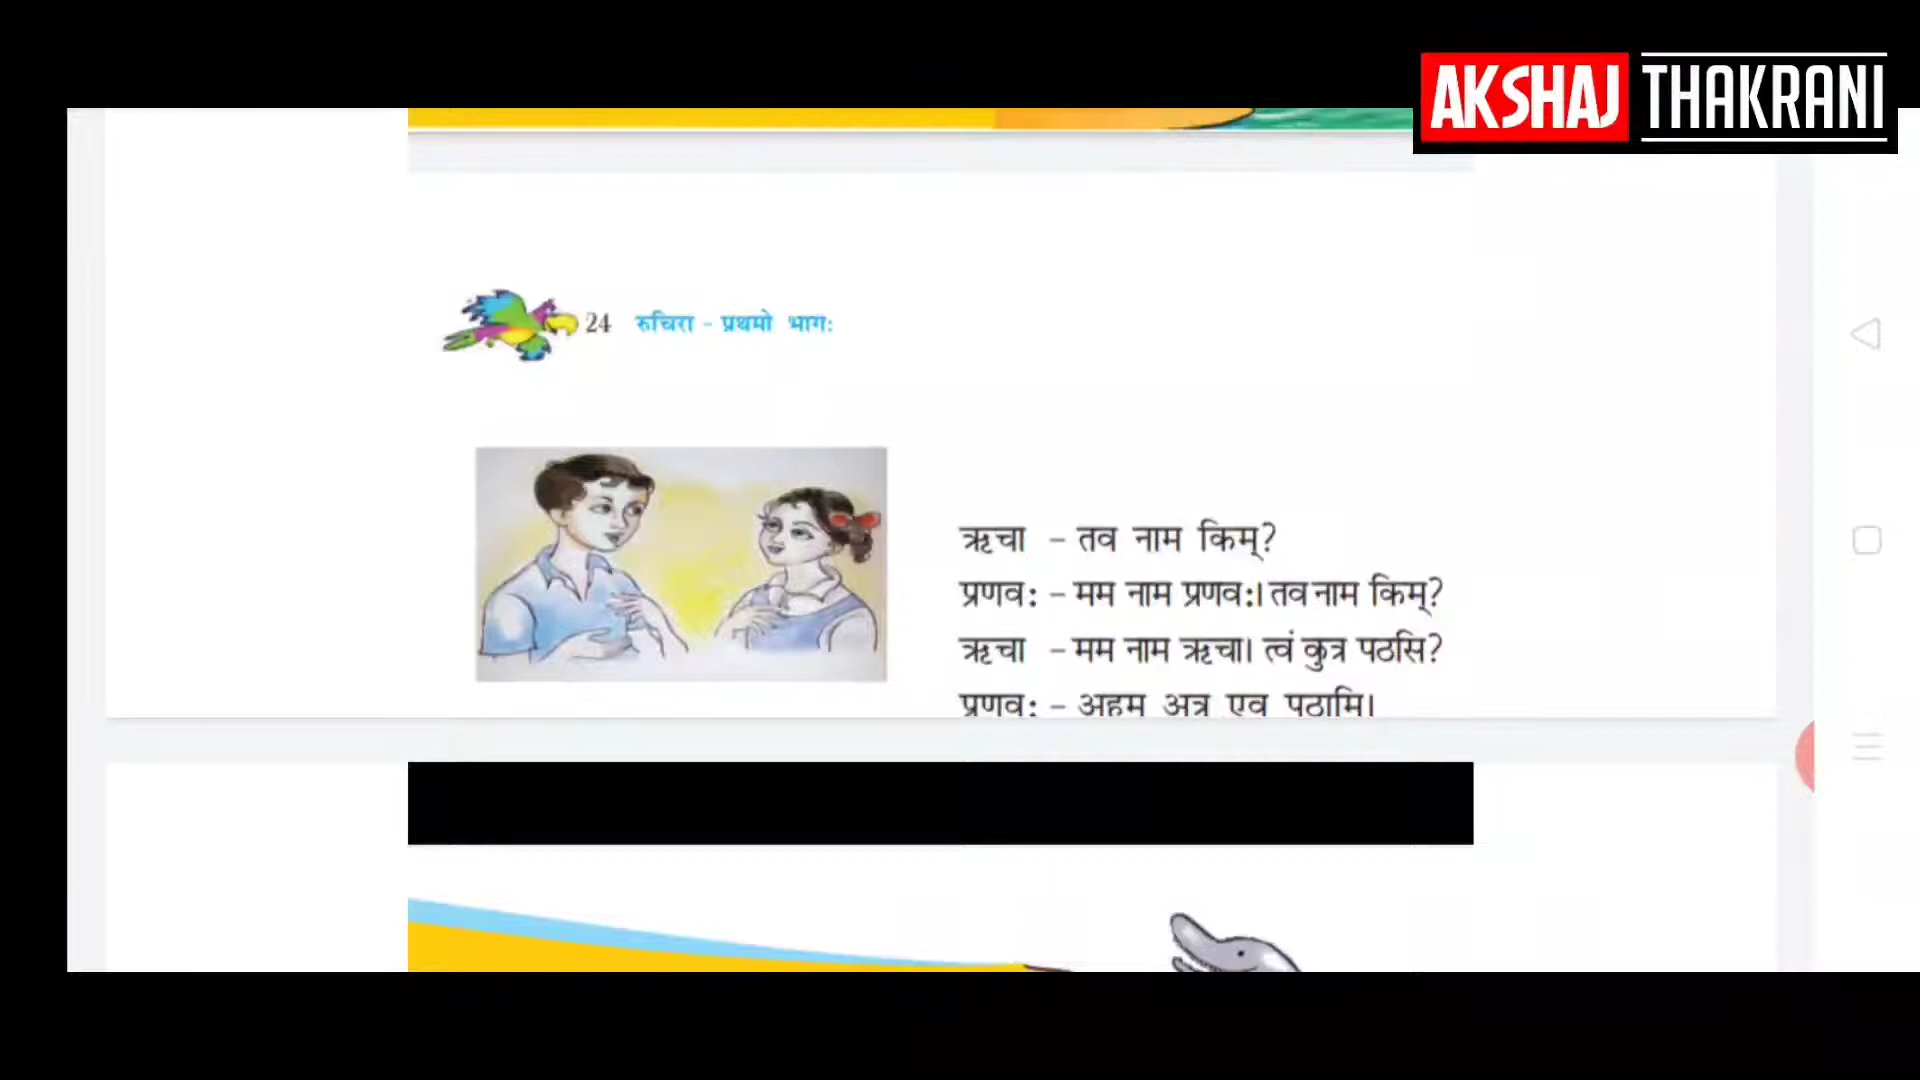 AKSHAJ THAKRANI
24 रुचिरा - प्रथमो भागः
ऋचा - तव नाम किम्?
प्रणवः - मम नाम प्रणवः। तव नाम किम्?
ऋचा - मम नाम ऋचा। त्वं कुत्र पठसि?
प्रणवः - अहम अत्र एव पठामि।